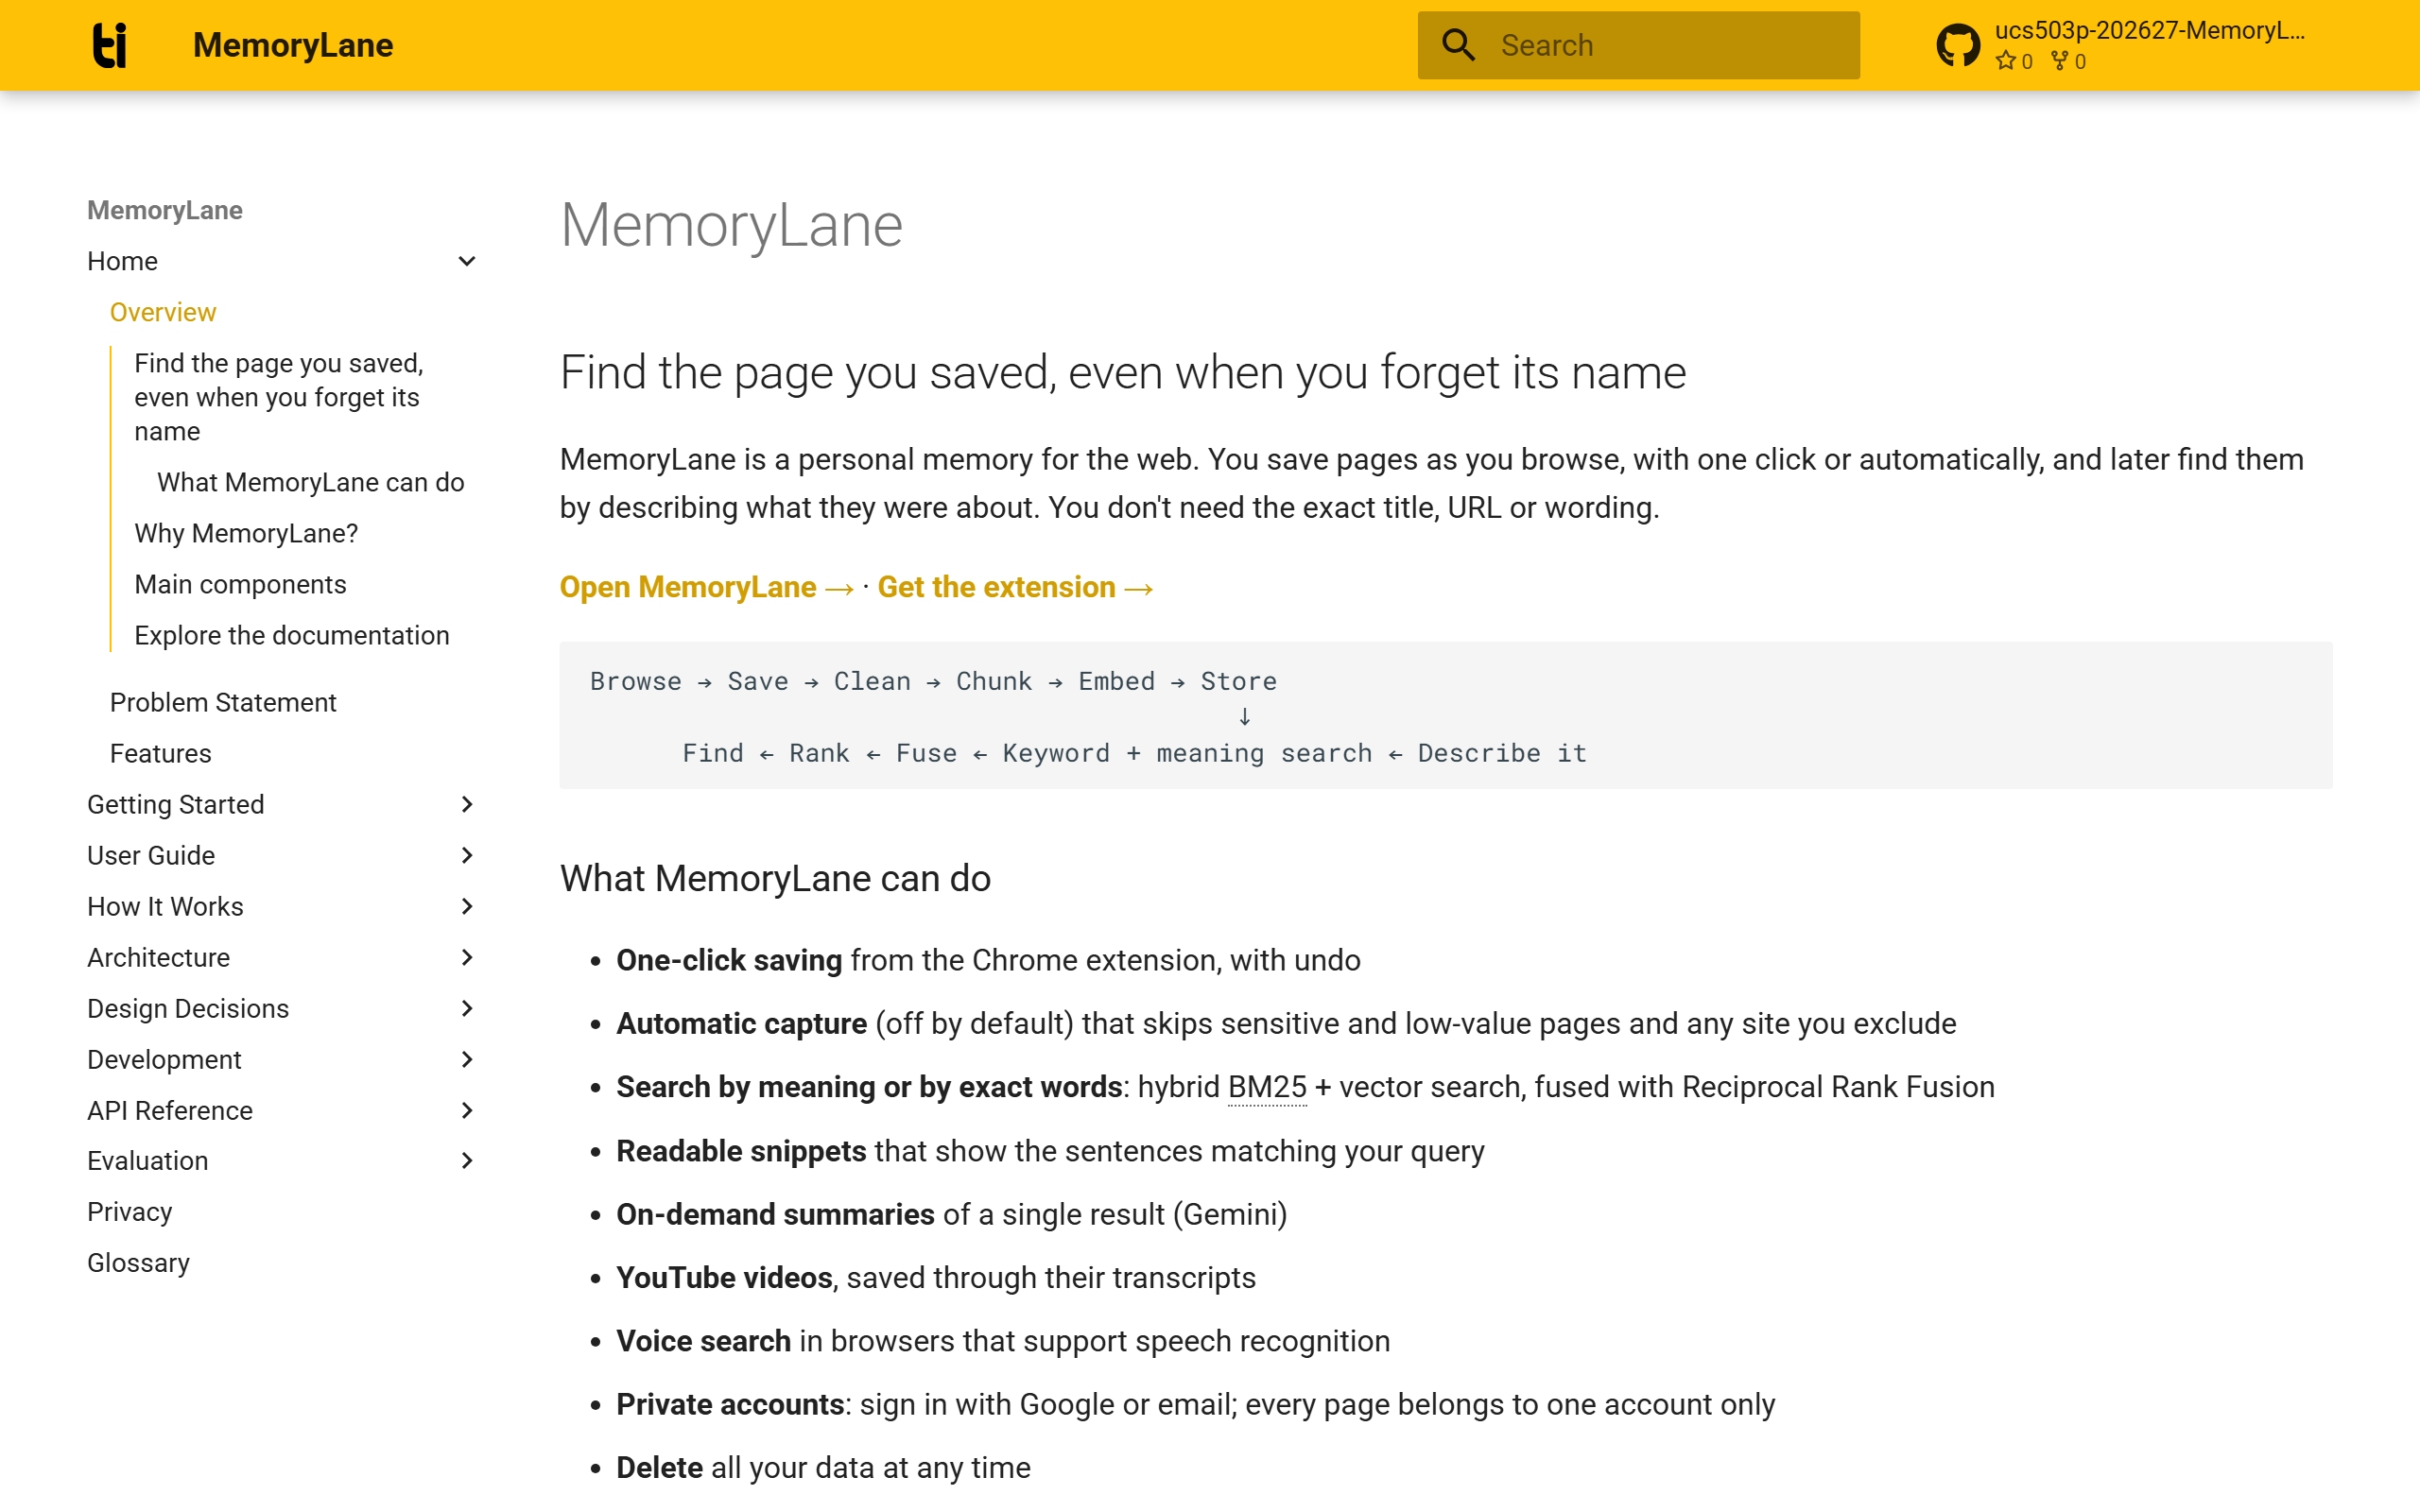 ti
MemoryLane
Search
ucs503p-202627-MemoryL...
0 0
MemoryLane
Home
Overview
Find the page you saved,
even when you forget its
name
What MemoryLane can do
Why MemoryLane?
Main components
Explore the documentation
Problem Statement
Features
Getting Started
User Guide
How It Works
Architecture
Design Decisions
Development
API Reference
Evaluation
Privacy
Glossary
MemoryLane
Find the page you saved, even when you forget its name
MemoryLane is a personal memory for the web. You save pages as you browse, with one click or automatically, and later find them
by describing what they were about. You don't need the exact title, URL or wording.
Open MemoryLane → · Get the extension →
Browse → Save → Clean → Chunk → Embed → Store
↓
Find ← Rank ← Fuse ← Keyword + meaning search ← Describe it
What MemoryLane can do
• One-click saving from the Chrome extension, with undo
• Automatic capture (off by default) that skips sensitive and low-value pages and any site you exclude
• Search by meaning or by exact words: hybrid BM25 + vector search, fused with Reciprocal Rank Fusion
• Readable snippets that show the sentences matching your query
• On-demand summaries of a single result (Gemini)
• YouTube videos, saved through their transcripts
• Voice search in browsers that support speech recognition
• Private accounts: sign in with Google or email; every page belongs to one account only
• Delete all your data at any time